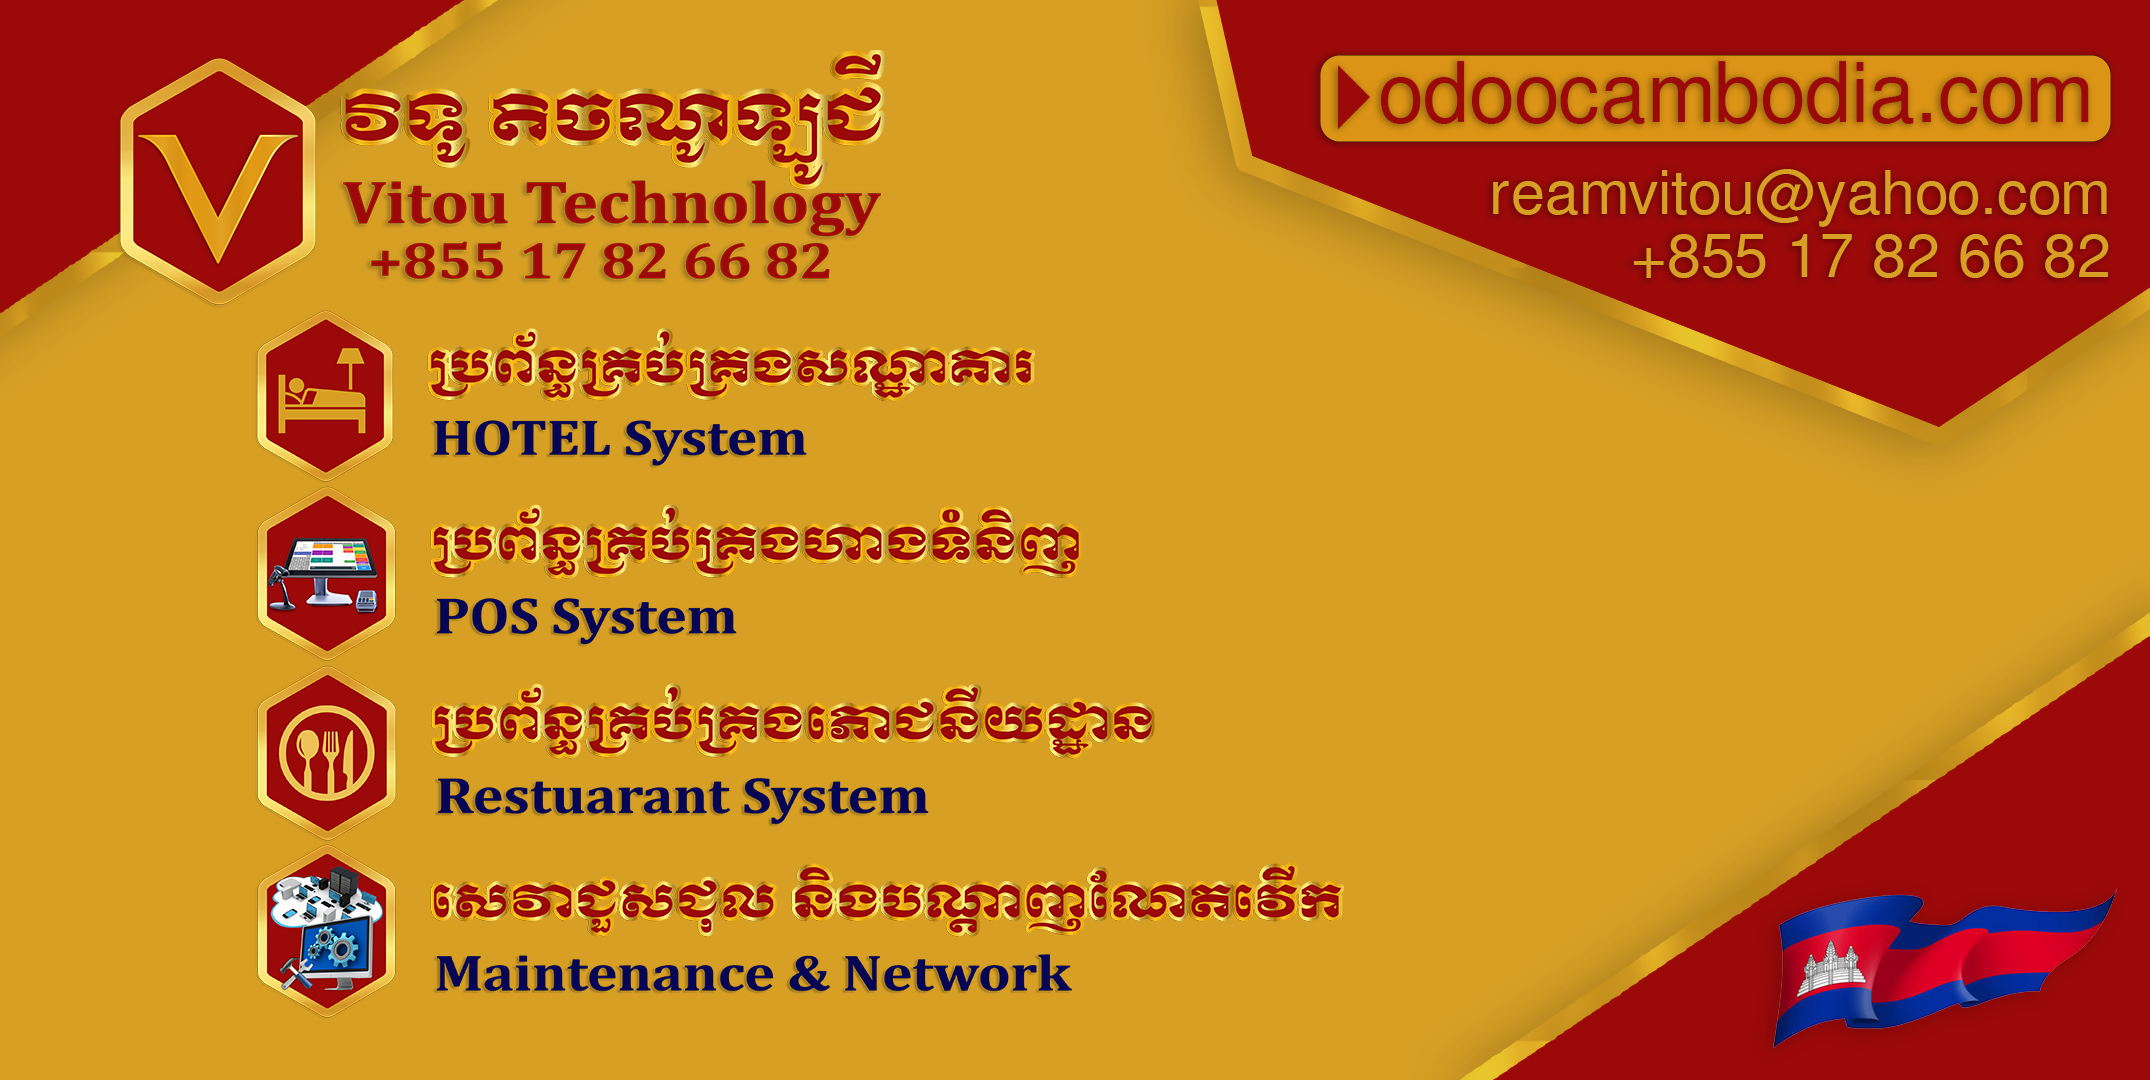 V
វិទូ តិចណូឡូជី
Vitou Technology
+855 17 82 66 82
odoocambodia.com
reamvitou@yahoo.com
+855 17 82 66 82
ប្រព័ន្ធគ្រប់គ្រងសណ្ឋាគារ
HOTEL System
ប្រព័ន្ធគ្រប់គ្រងហាងទំនិញ
POS System
ប្រព័ន្ធគ្រប់គ្រងភោជនីយដ្ឋាន
Restuarant System
សេវាជួសជុល និងបណ្តាញណែតវើក
Maintenance & Network